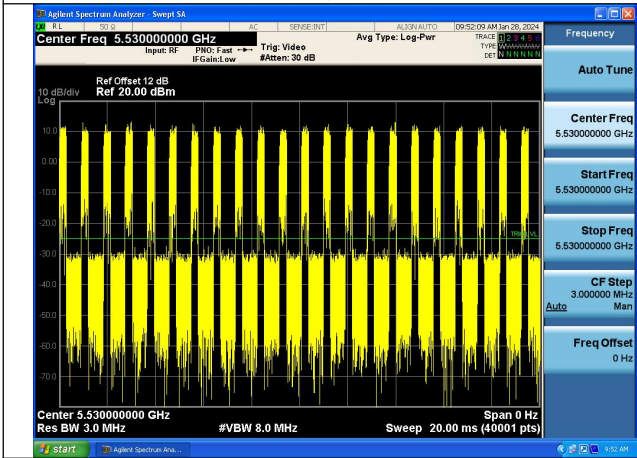 Agilent Spectrum Analyzer - Swept SA
RL 50 Ω AC SENSE:INT ALIGN AUTO 09:52:09 AM Jan 28, 2024
Center Freq 5.530000000 GHz
Avg Type: Log-Pwr
TRACE 1 2 3 4 5 6
Input: RF PNO: Fast Trig: Video
TYPE
IFGain:Low #Atten: 30 dB
DET N N N N N N
Ref Offset 12 dB
10 dB/div Ref 20.00 dBm
Log
10.0
0.00
-10.0
-20.0
-30.0
-40.0
-50.0
-60.0
-70.0
Center 5.530000000 GHz Span 0 Hz
Res BW 3.0 MHz #VBW 8.0 MHz Sweep 20.00 ms (40001 pts)
Frequency
Auto Tune
Center Freq
5.530000000 GHz
Start Freq
5.530000000 GHz
Stop Freq
5.530000000 GHz
CF Step
3.000000 MHz
Auto Man
Freq Offset
0 Hz
start Agilent Spectrum Ana... 9:52 AM